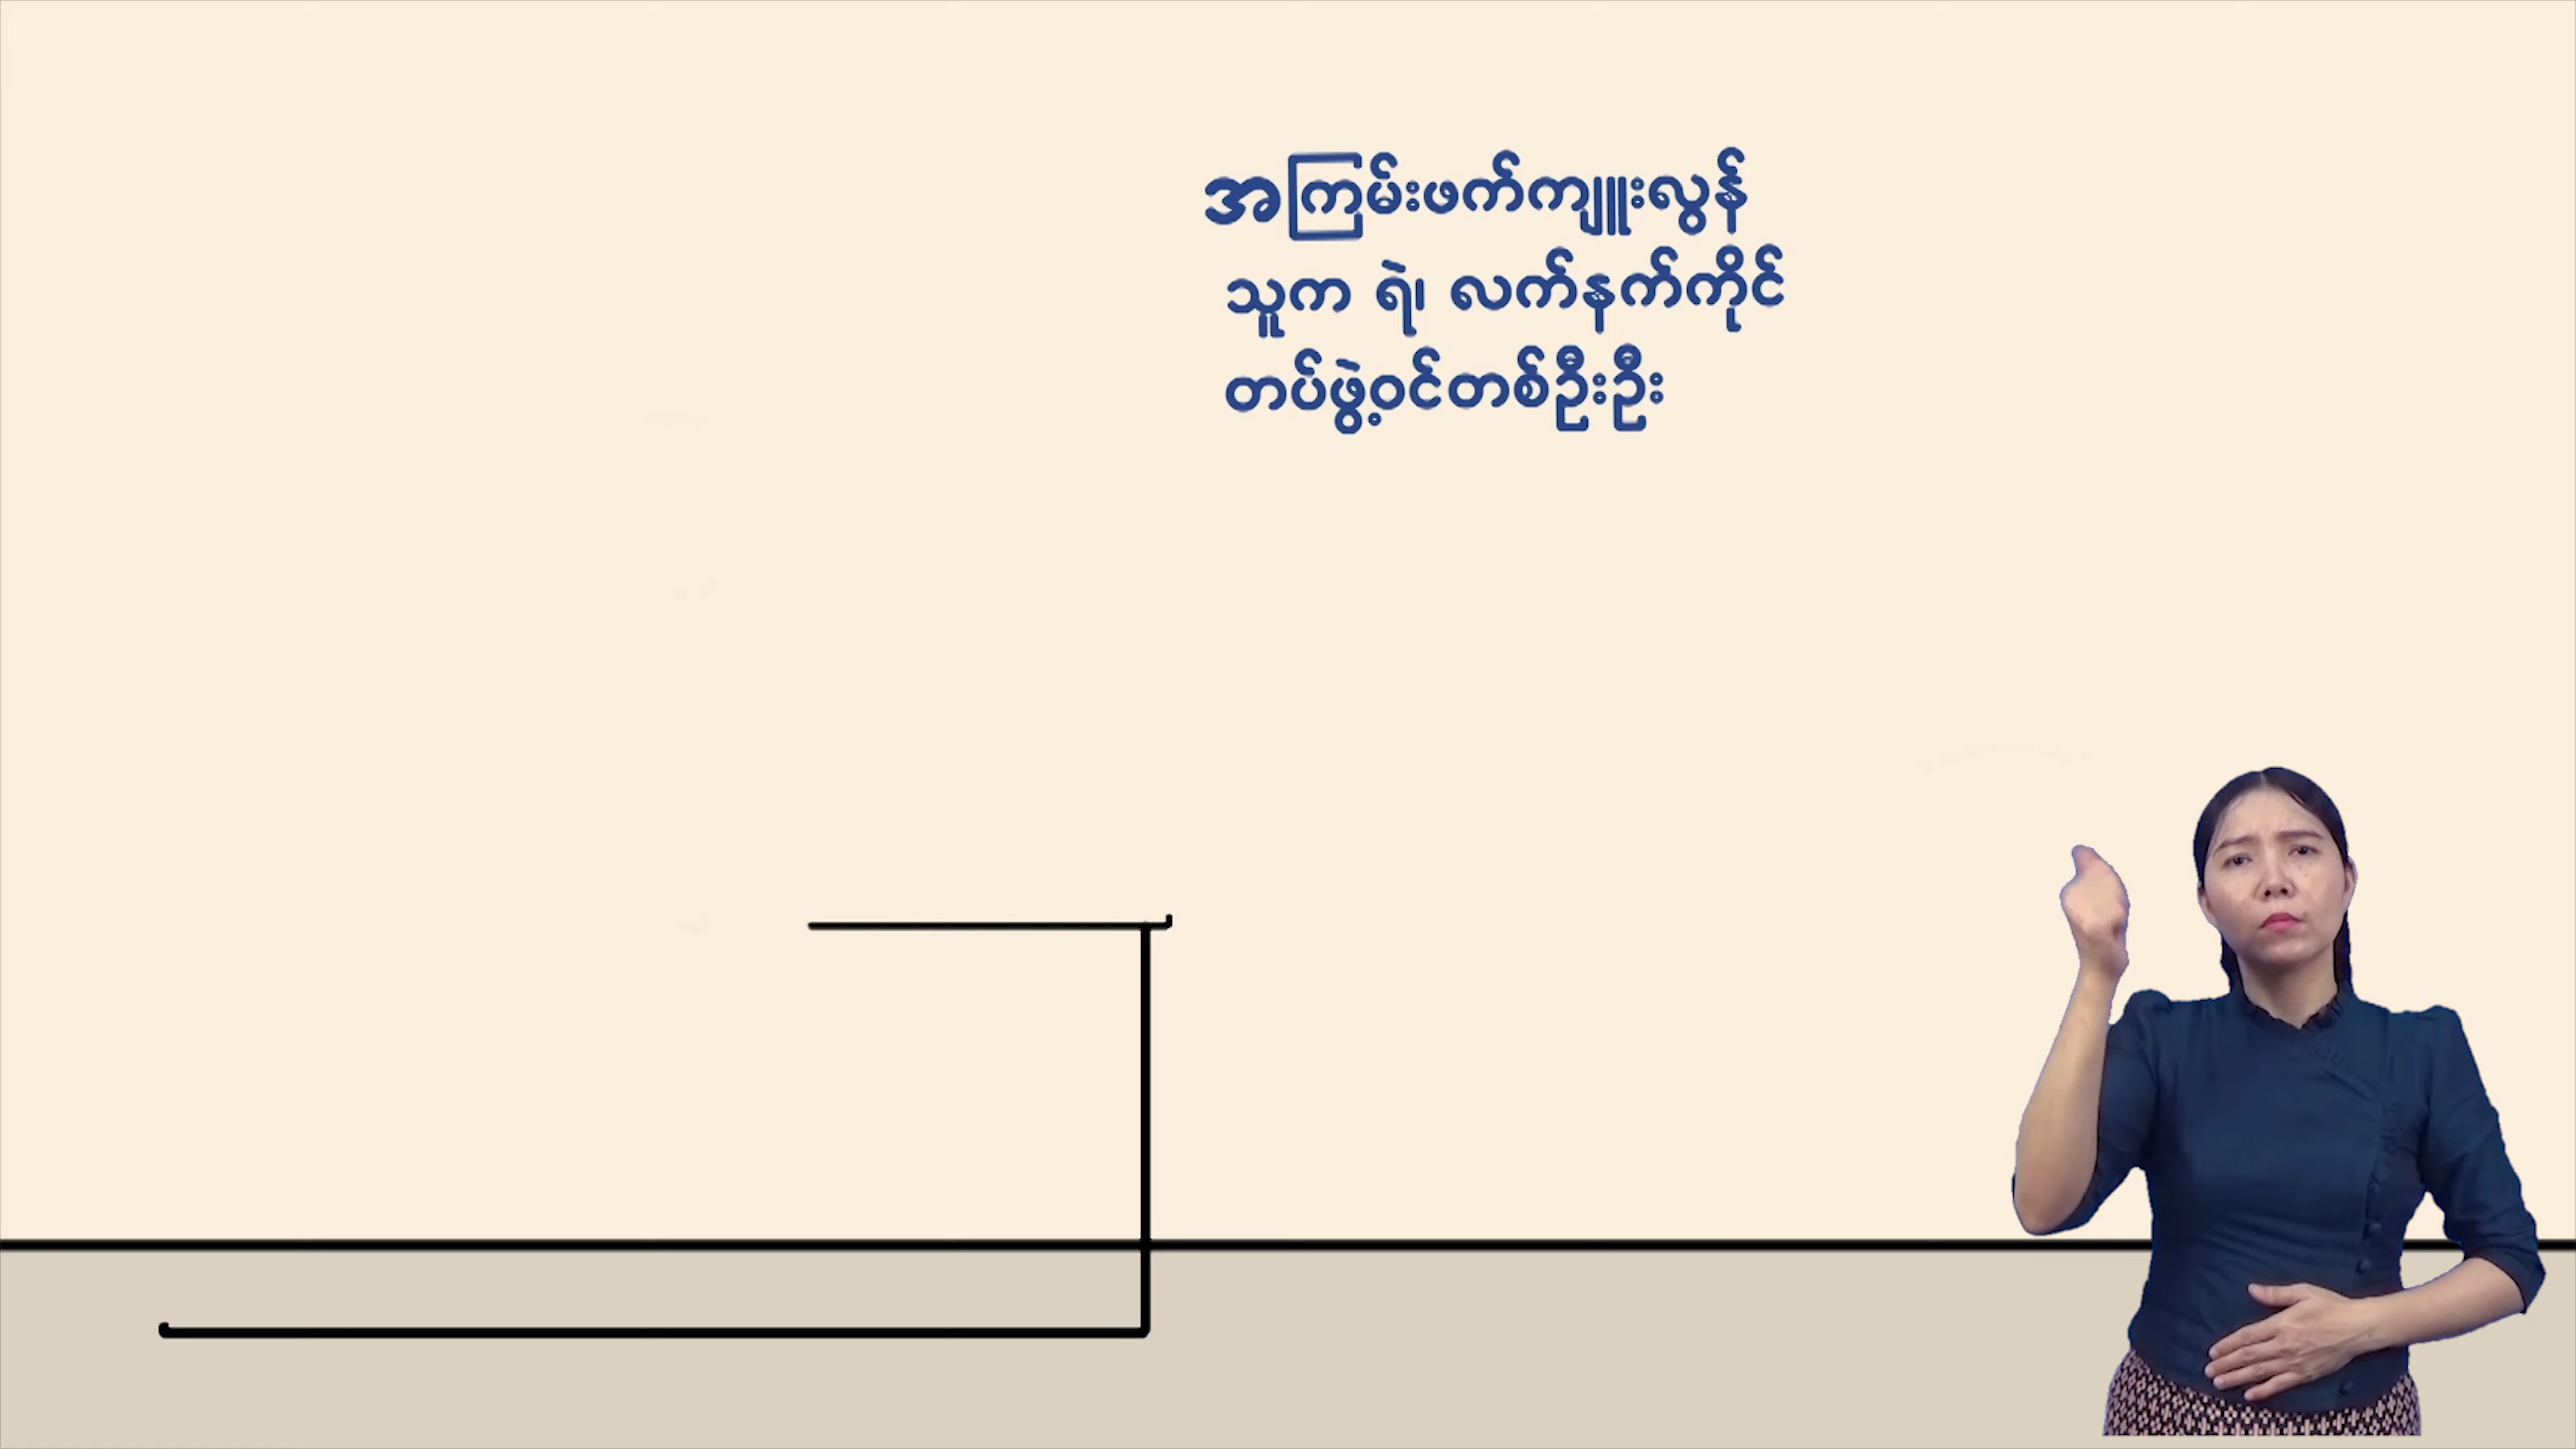 အကြမ်းဖက်ကျူးလွန်
သူက ရဲ၊ လက်နက်ကိုင်
တပ်ဖွဲ့ဝင်တစ်ဦးဦး